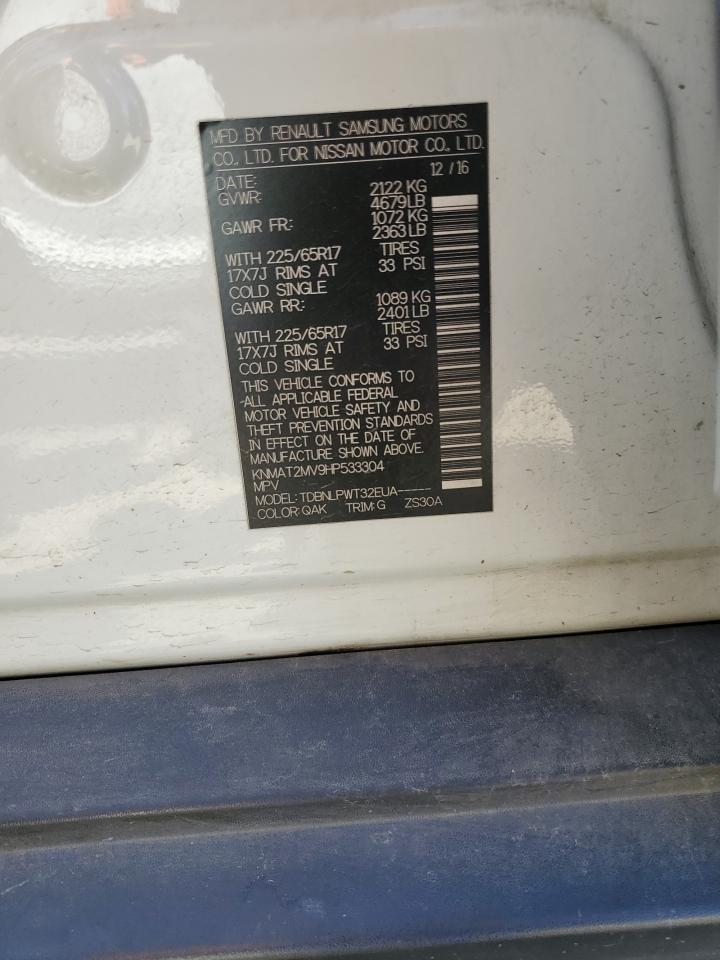 MFD BY RENAULT SAMSUNG MOTORS
CO., LTD. FOR NISSAN MOTOR CO., LTD.
DATE: 12 / 16
GVWR: 2122 KG
4679 LB
GAWR FR: 1072 KG
2363 LB
WITH 225/65R17 TIRES
17X7J RIMS AT 33 PSI
COLD SINGLE
GAWR RR: 1089 KG
2401 LB
WITH 225/65R17 TIRES
17X7J RIMS AT 33 PSI
COLD SINGLE
THIS VEHICLE CONFORMS TO
ALL APPLICABLE FEDERAL
MOTOR VEHICLE SAFETY AND
THEFT PREVENTION STANDARDS
IN EFFECT ON THE DATE OF
MANUFACTURE SHOWN ABOVE.
KNMAT2MV9HP533304
MPV
MODEL: TDBNLPWT32EUA-----
COLOR: QAK TRIM: G ZS30A